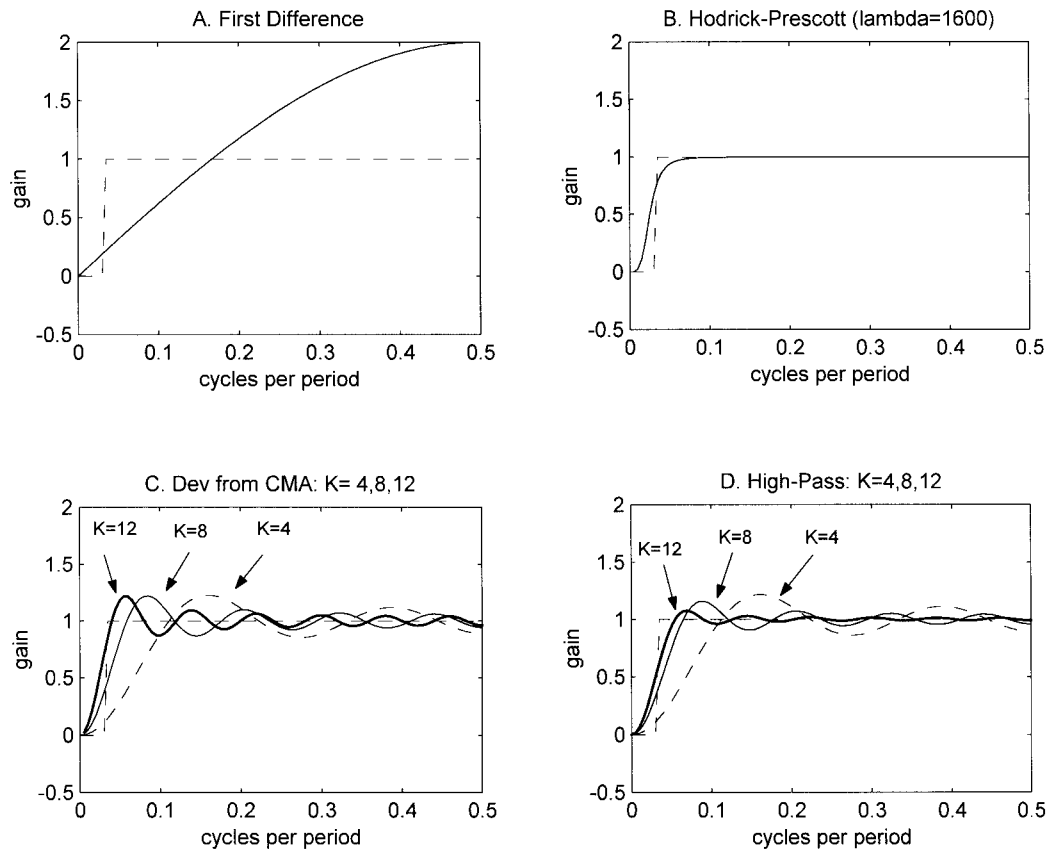 A. First Difference
2
1.5
1
0.5
0
-0.5
gain
0 0.1 0.2 0.3 0.4 0.5
cycles per period
B. Hodrick-Prescott (lambda=1600)
2
1.5
1
0.5
0
-0.5
gain
0 0.1 0.2 0.3 0.4 0.5
cycles per period
C. Dev from CMA: K= 4,8,12
2
1.5
1
0.5
0
-0.5
gain
K=12 K=8 K=4
0 0.1 0.2 0.3 0.4 0.5
cycles per period
D. High-Pass: K=4,8,12
2
1.5
1
0.5
0
-0.5
gain
K=12 K=8 K=4
0 0.1 0.2 0.3 0.4 0.5
cycles per period